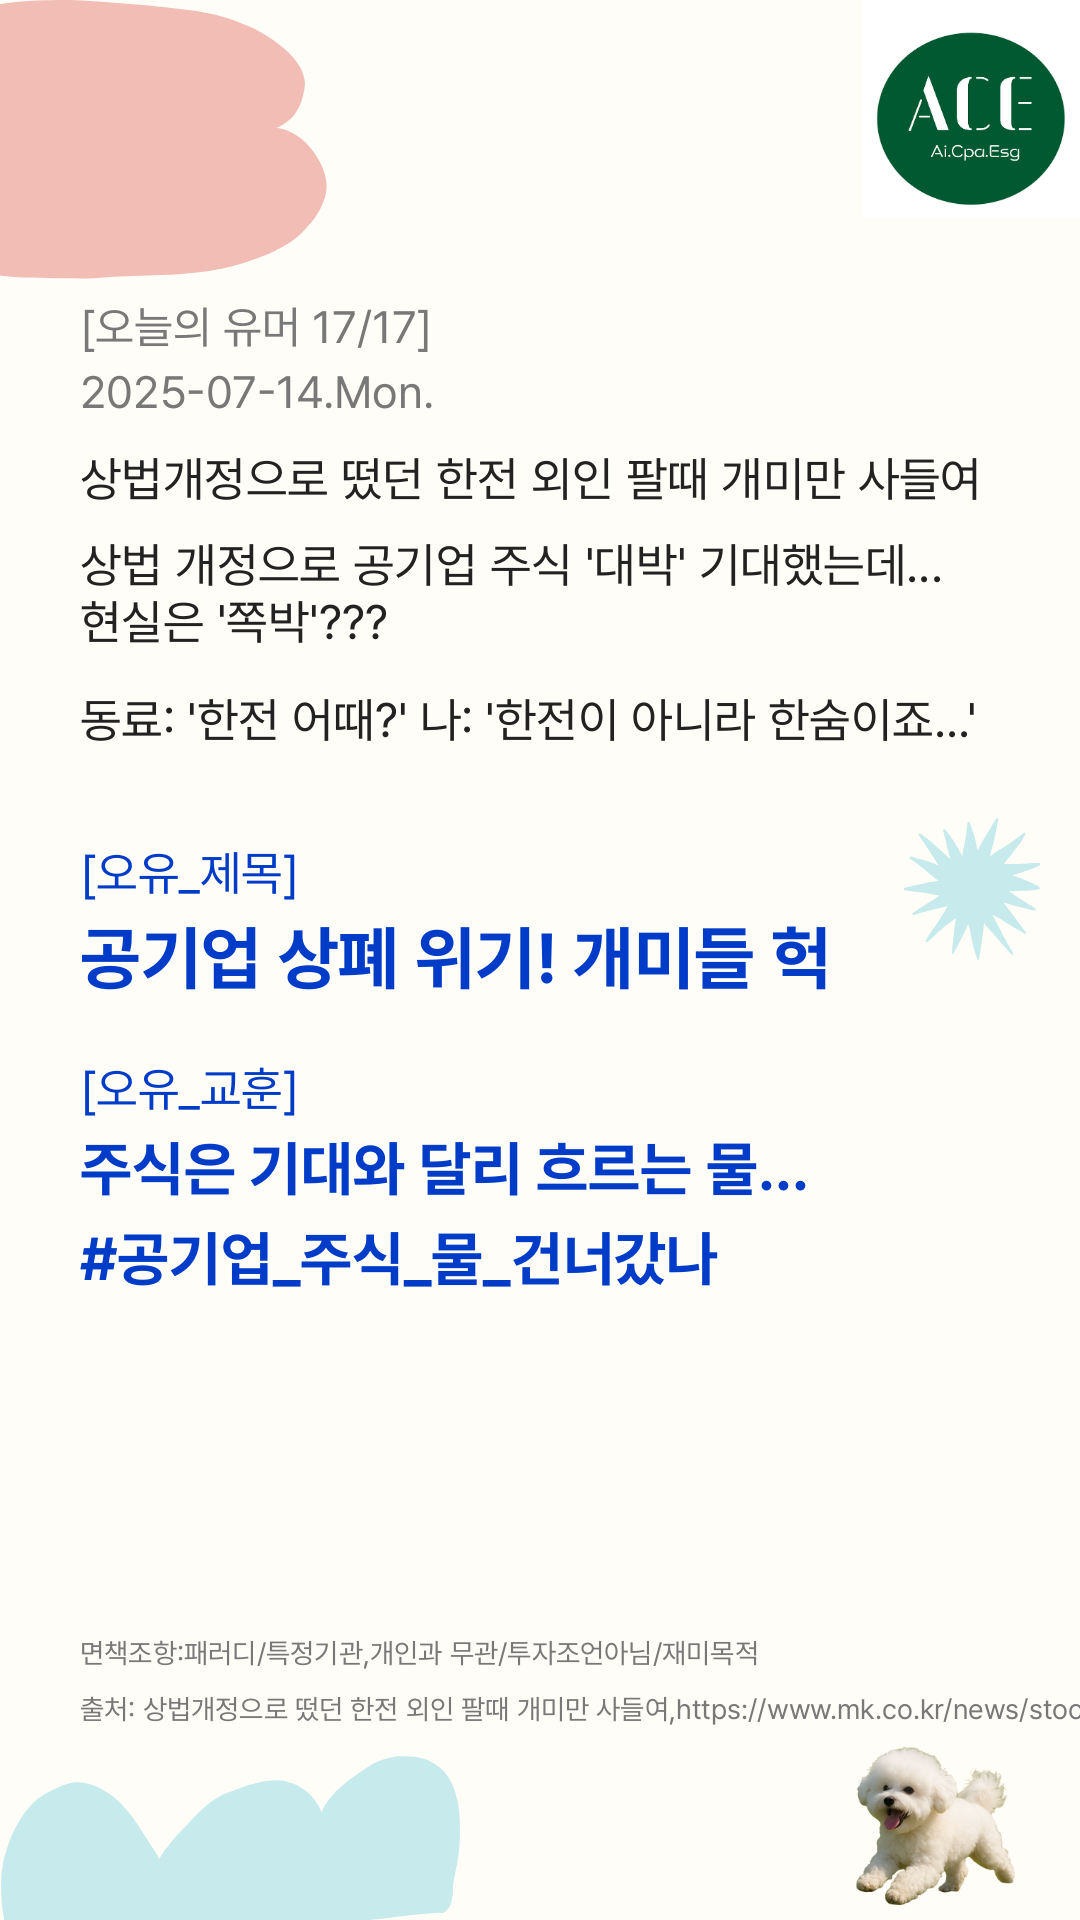 ACE
Ai.Cpa.Esg
[오늘의 유머 17/17]
2025-07-14.Mon.
상법개정으로 떴던 한전 외인 팔때 개미만 사들여
상법 개정으로 공기업 주식 '대박' 기대했는데...
현실은 '쪽박'???
동료: '한전 어때?' 나: '한전이 아니라 한숨이죠...'
[오유_제목]
공기업 상폐 위기! 개미들 헉
[오유_교훈]
주식은 기대와 달리 흐르는 물...
#공기업_주식_물_건너갔나
면책조항:패러디/특정기관,개인과 무관/투자조언아님/재미목적
출처: 상법개정으로 떴던 한전 외인 팔때 개미만 사들여,https://www.mk.co.kr/news/stoc